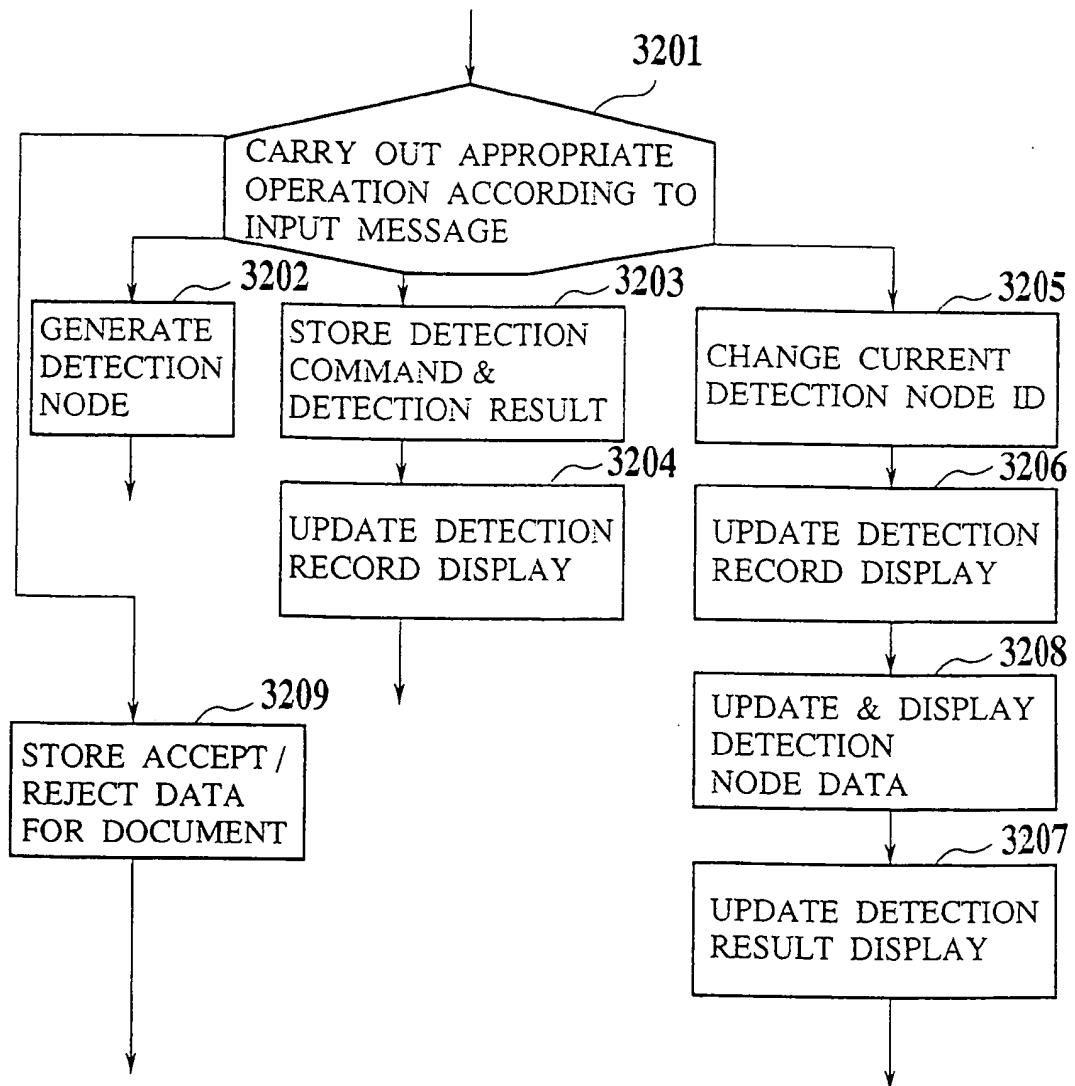 3201
CARRY OUT APPROPRIATE
OPERATION ACCORDING TO
INPUT MESSAGE
3202
GENERATE
DETECTION
NODE
3203
STORE DETECTION
COMMAND &
DETECTION RESULT
3204
UPDATE DETECTION
RECORD DISPLAY
3205
CHANGE CURRENT
DETECTION NODE ID
3206
UPDATE DETECTION
RECORD DISPLAY
3208
UPDATE & DISPLAY
DETECTION
NODE DATA
3207
UPDATE DETECTION
RESULT DISPLAY
3209
STORE ACCEPT /
REJECT DATA
FOR DOCUMENT